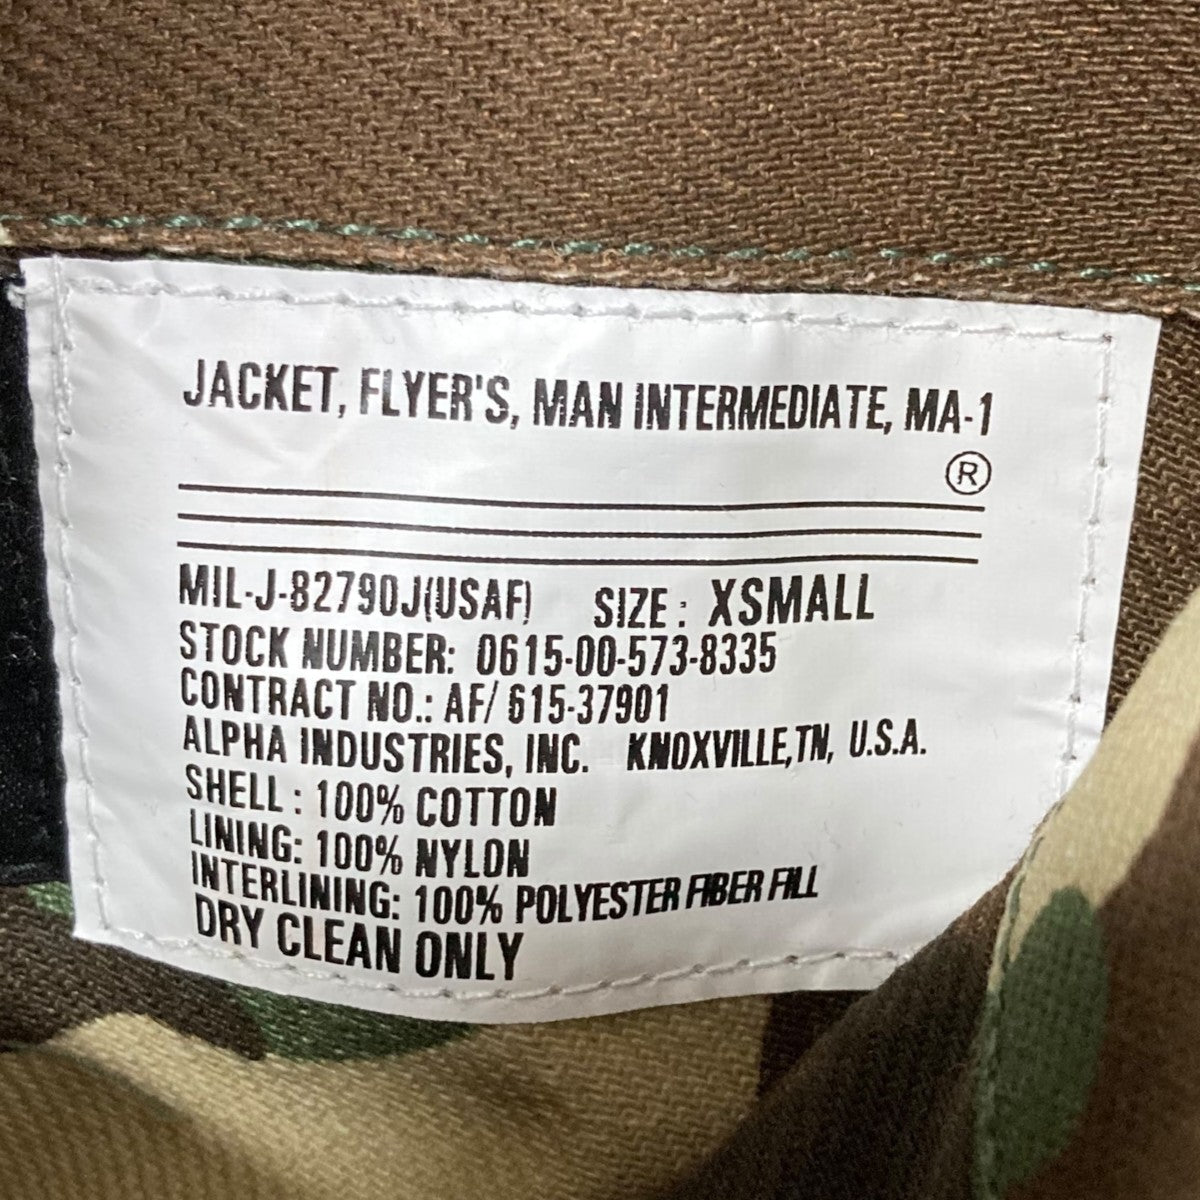 JACKET, FLYER'S, MAN INTERMEDIATE, MA-1
®
MIL-J-82790J(USAF) SIZE : XSMALL
STOCK NUMBER: 0615-00-573-8335
CONTRACT NO.: AF/ 615-37901
ALPHA INDUSTRIES, INC. KNOXVILLE,TN, U.S.A.
SHELL : 100% COTTON
LINING: 100% NYLON
INTERLINING: 100% POLYESTER FIBER FILL
DRY CLEAN ONLY